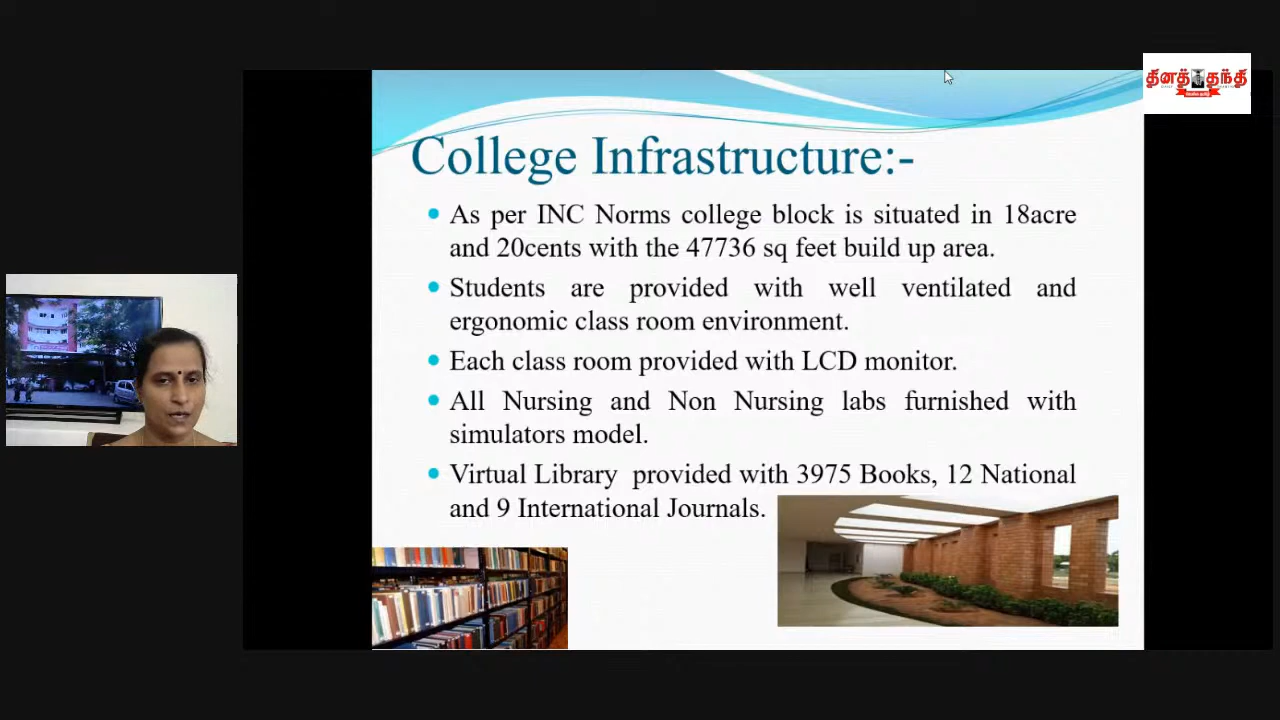 தினத்தந்தி
College Infrastructure:-
As per INC Norms college block is situated in 18acre
and 20cents with the 47736 sq feet build up area.
Students are provided with well ventilated and
ergonomic class room environment.
Each class room provided with LCD monitor.
All Nursing and Non Nursing labs furnished with
simulators model.
Virtual Library provided with 3975 Books, 12 National
and 9 International Journals.